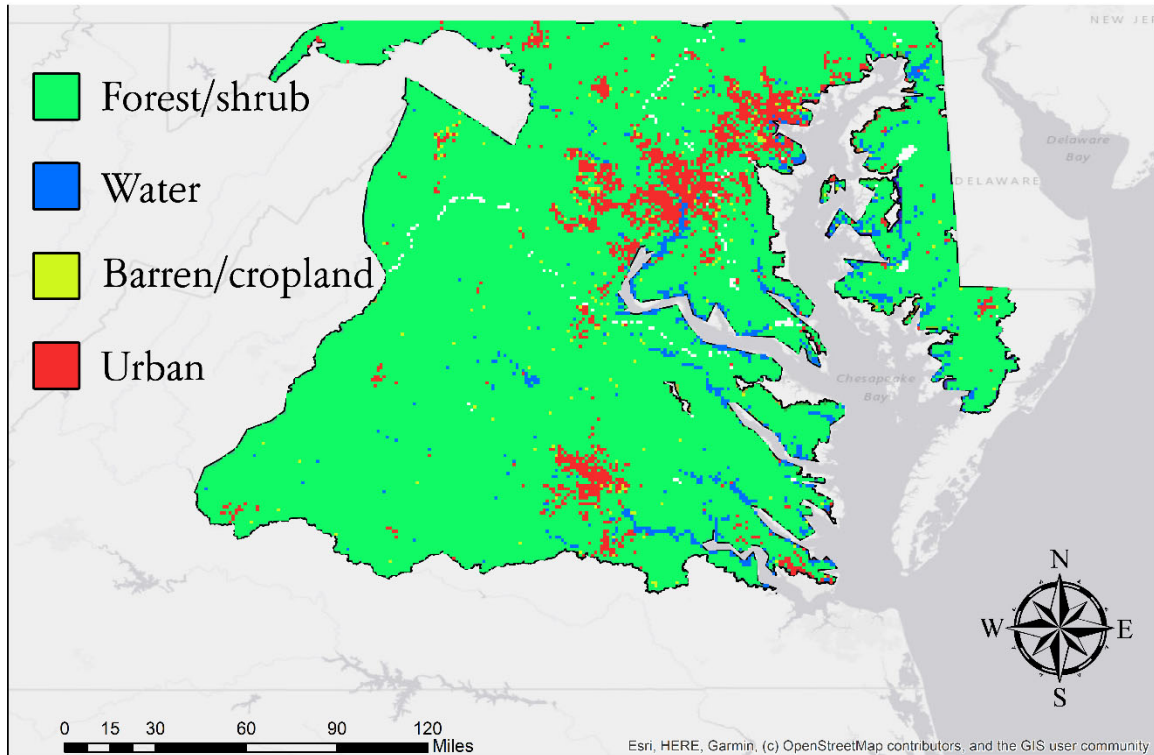 NEW JER
Forest/shrub
Delaware
Bay
Water
DELAWARE
Barren/cropland
Urban
Chesapeake
Bay
N
W E
S
0 15 30 60 90 120
Miles
Esri, HERE, Garmin, (c) OpenStreetMap contributors, and the GIS user community